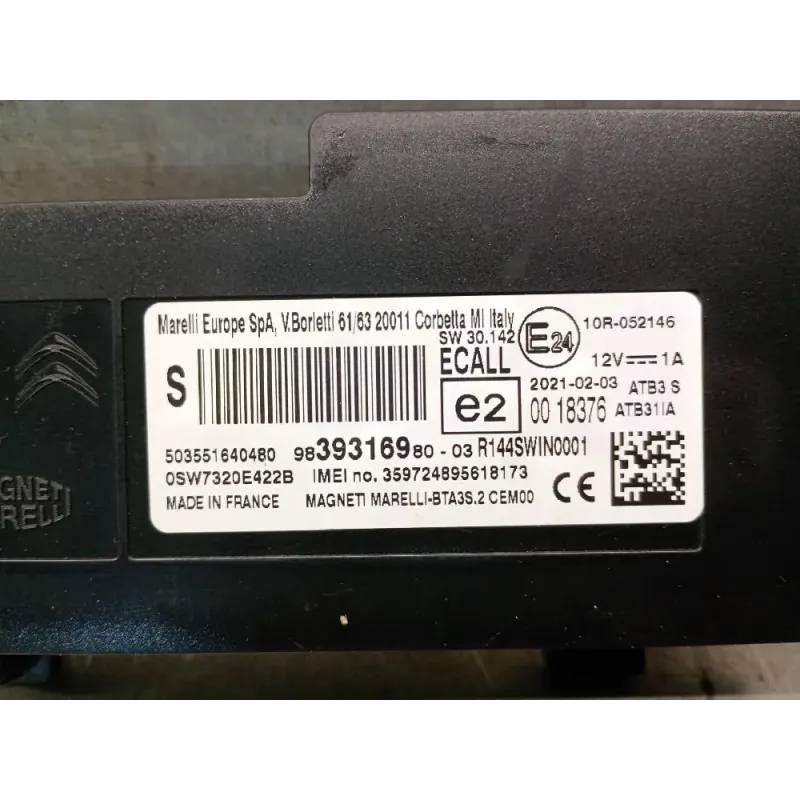 Marelli Europe SpA, V.Borletti 61/63 20011 Corbetta MI Italy
SW 30.142
E24
10R-052146
ECALL
12V 1A
S
e2
2021-02-03 ATB3 S
00 18376 ATB31IA
503551640480 9839316980-03 R144SWIN0001
0SW7320E422B IMEI no. 359724895618173
MADE IN FRANCE MAGNETI MARELLI-BTA3S.2 CEM00
CE
MAGNETI
MARELLI